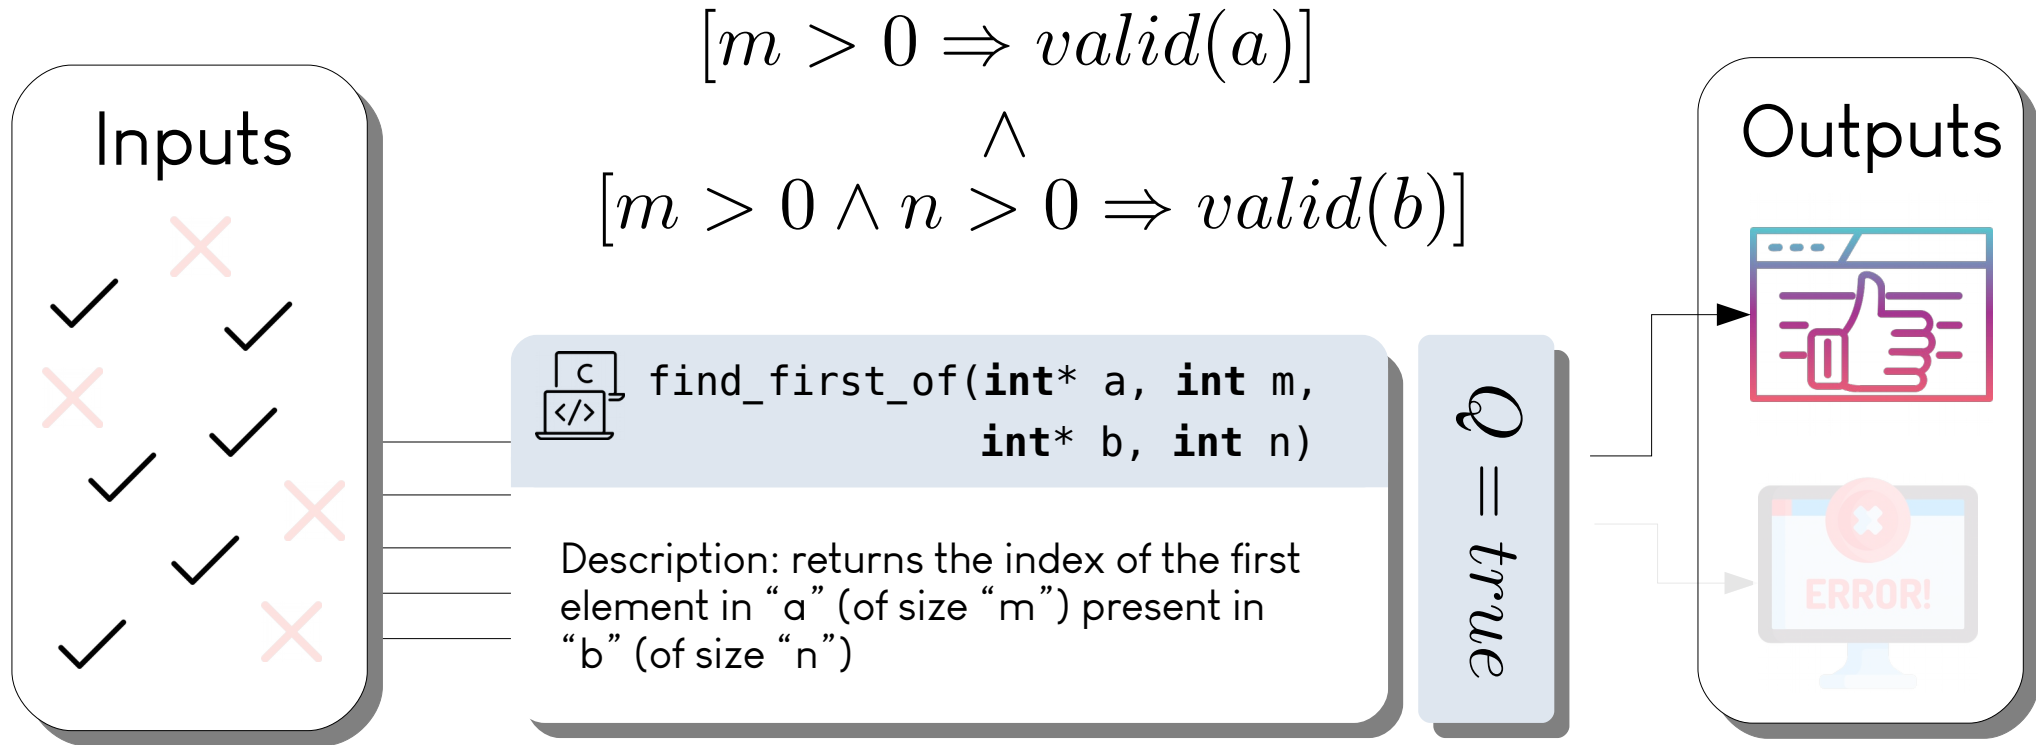 [m > 0 ⇒ valid(a)]
∧
[m > 0 ∧ n > 0 ⇒ valid(b)]
Inputs
C
</>
find_first_of(int* a, int m,
int* b, int n)
Description: returns the index of the first
element in “a” (of size “m”) present in
“b” (of size “n”)
Q = true
Outputs
ERROR!